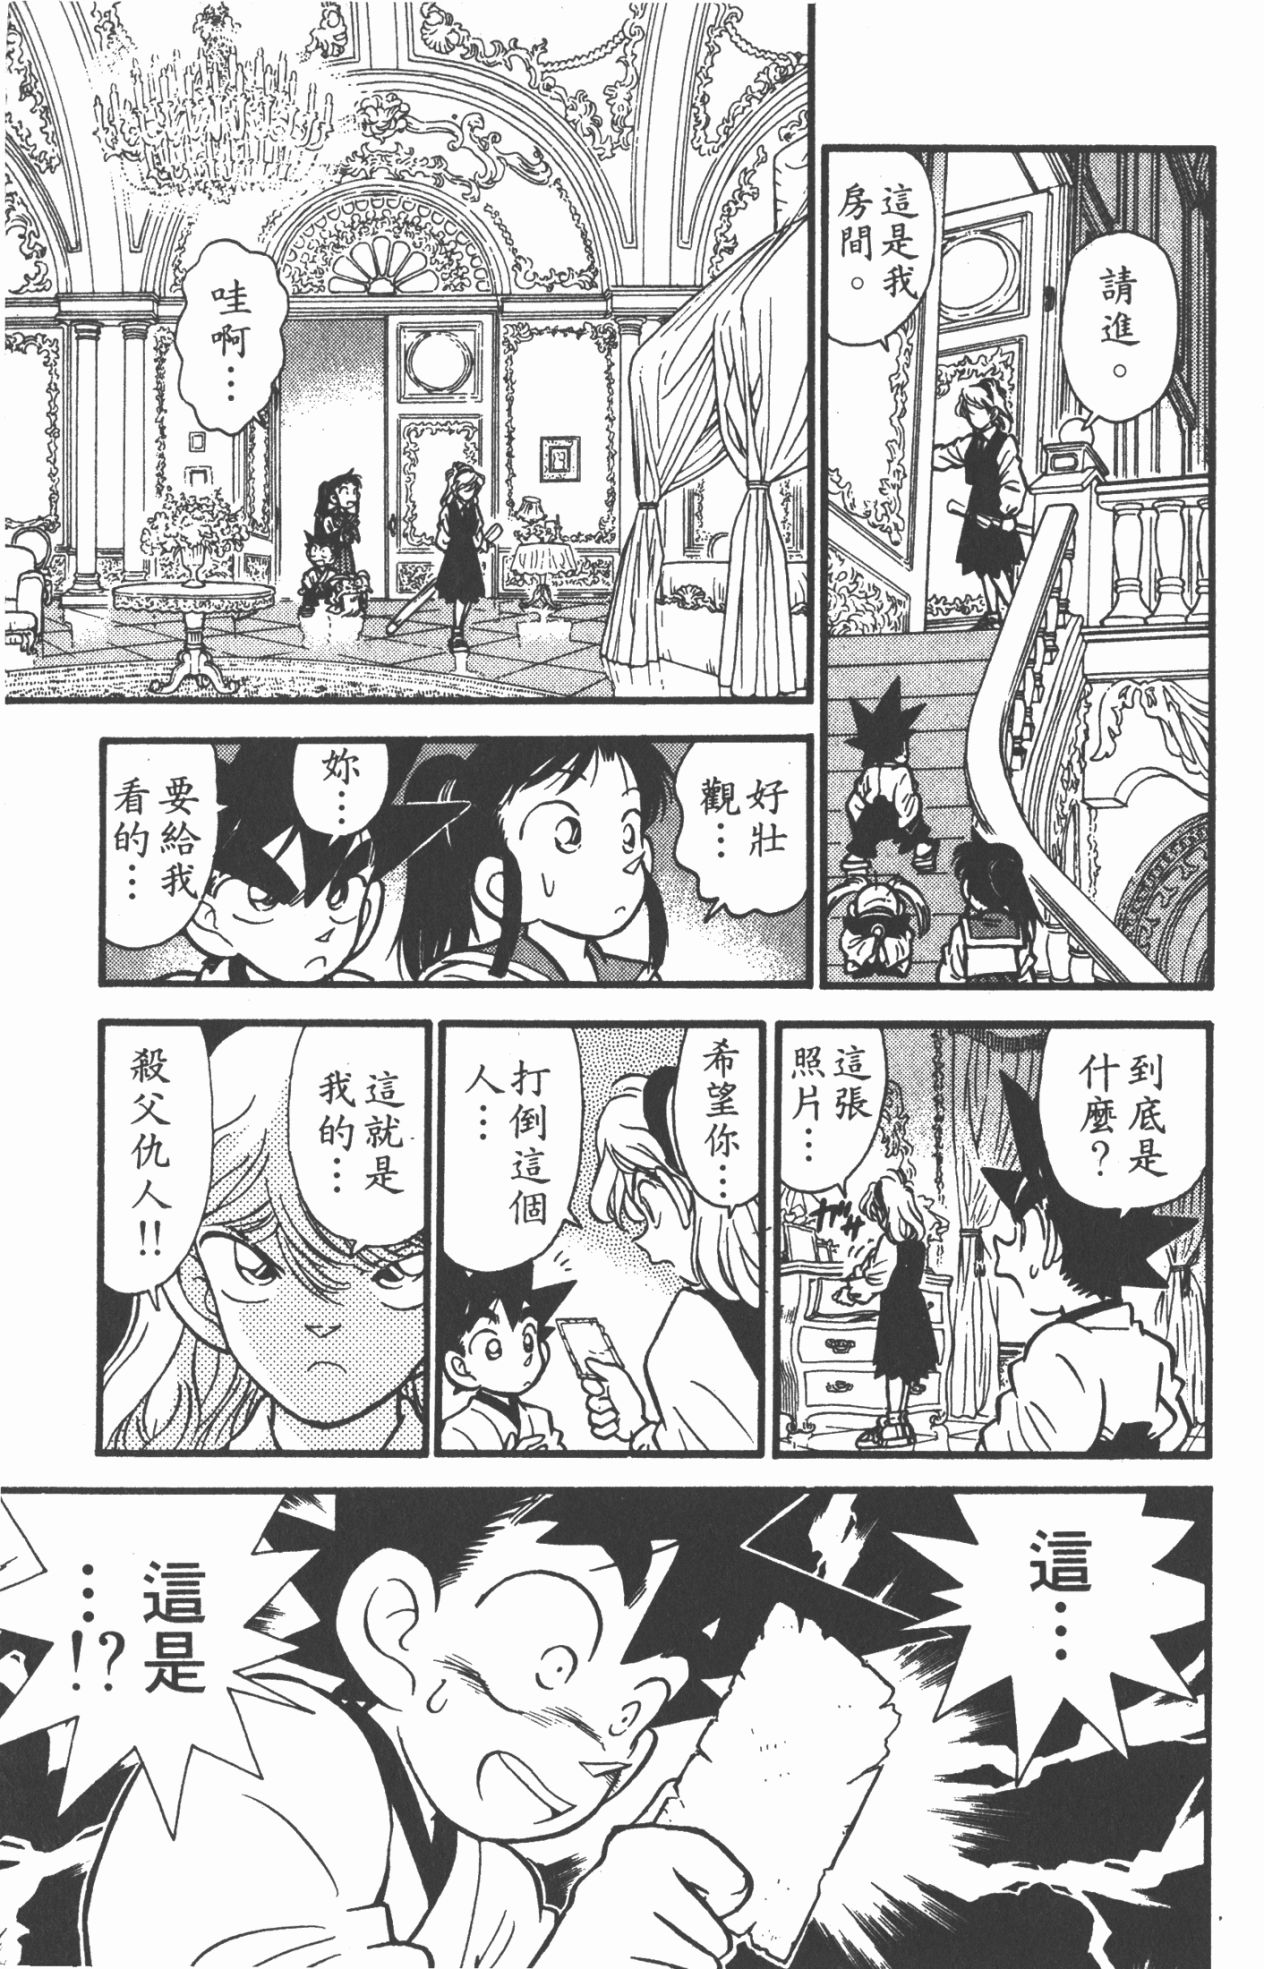 請進。
這是我
房間。
哇啊…
好壯
觀…
妳…
要給我
看的…
到底是
什麼?
這張
照片…
ガサ
希望你…
打倒這個
人…
這就是
我的…
殺父仇人!!
這…
這是
…!?